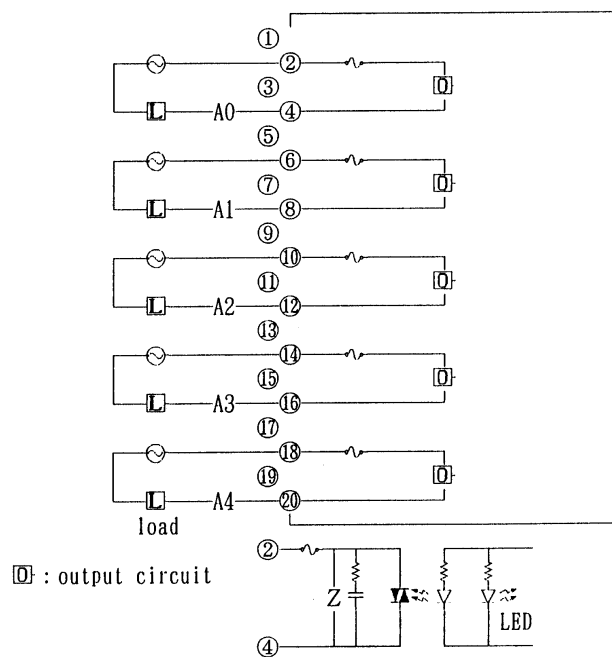 ①
②
③
O
L A0 ④
⑤
⑥
⑦
O
L A1 ⑧
⑨
⑩
⑪
O
L A2 ⑫
⑬
⑭
⑮
O
L A3 ⑯
⑰
⑱
⑲
O
L A4 ⑳
load
②
O : output circuit
Z
LED
④